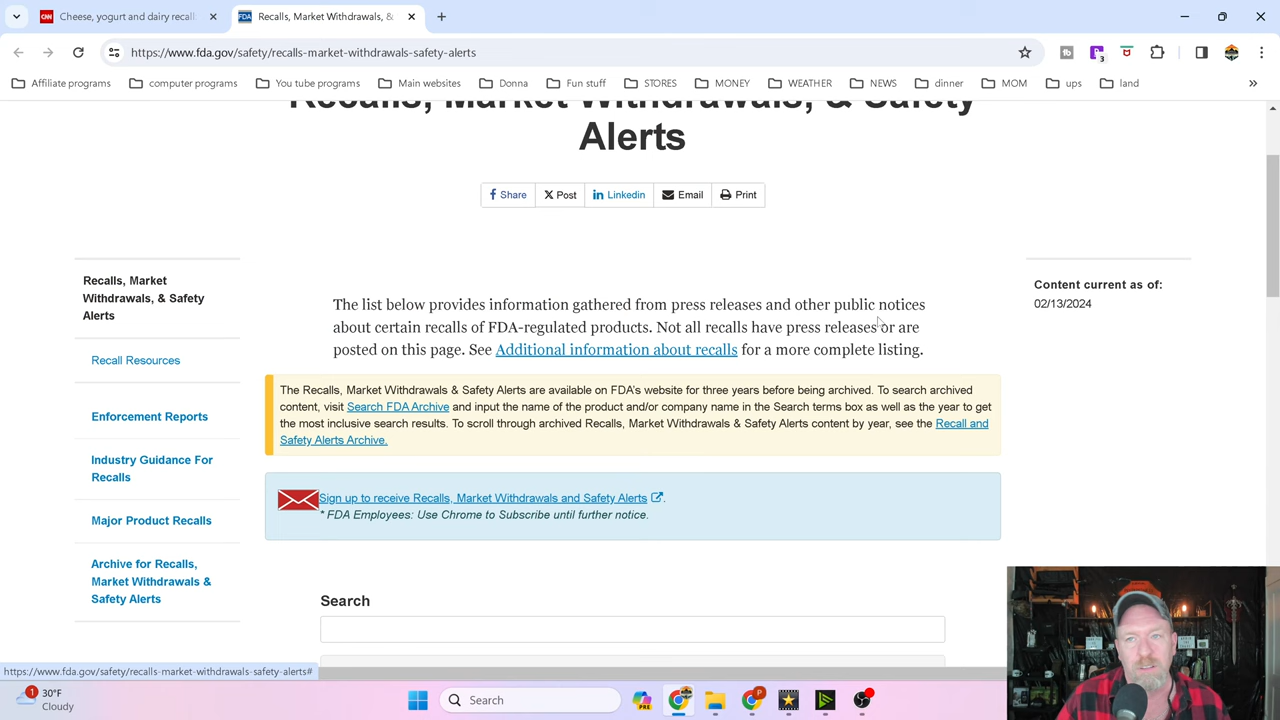 CNN Cheese, yogurt and dairy recall
FDA Recalls, Market Withdrawals, &
https://www.fda.gov/safety/recalls-market-withdrawals-safety-alerts
3
Affiliate programs
computer programs
You tube programs
Main websites
Donna
Fun stuff
STORES
MONEY
WEATHER
NEWS
dinner
MOM
ups
land
Recalls, Market Withdrawals, & Safety
Alerts
Share
Post
Linkedin
Email
Print
Recalls, Market
Withdrawals, & Safety
Alerts
Recall Resources
Enforcement Reports
Industry Guidance For
Recalls
Major Product Recalls
Archive for Recalls,
Market Withdrawals &
Safety Alerts
The list below provides information gathered from press releases and other public notices
about certain recalls of FDA-regulated products. Not all recalls have press releases or are
posted on this page. See Additional information about recalls for a more complete listing.
The Recalls, Market Withdrawals & Safety Alerts are available on FDA's website for three years before being archived. To search archived
content, visit Search FDA Archive and input the name of the product and/or company name in the Search terms box as well as the year to get
the most inclusive search results. To scroll through archived Recalls, Market Withdrawals & Safety Alerts content by year, see the Recall and
Safety Alerts Archive.
Sign up to receive Recalls, Market Withdrawals and Safety Alerts.
* FDA Employees: Use Chrome to Subscribe until further notice.
Search
Content current as of:
02/13/2024
https://www.fda.gov/safety/recalls-market-withdrawals-safety-alerts#
1
30°F
Cloudy
Search